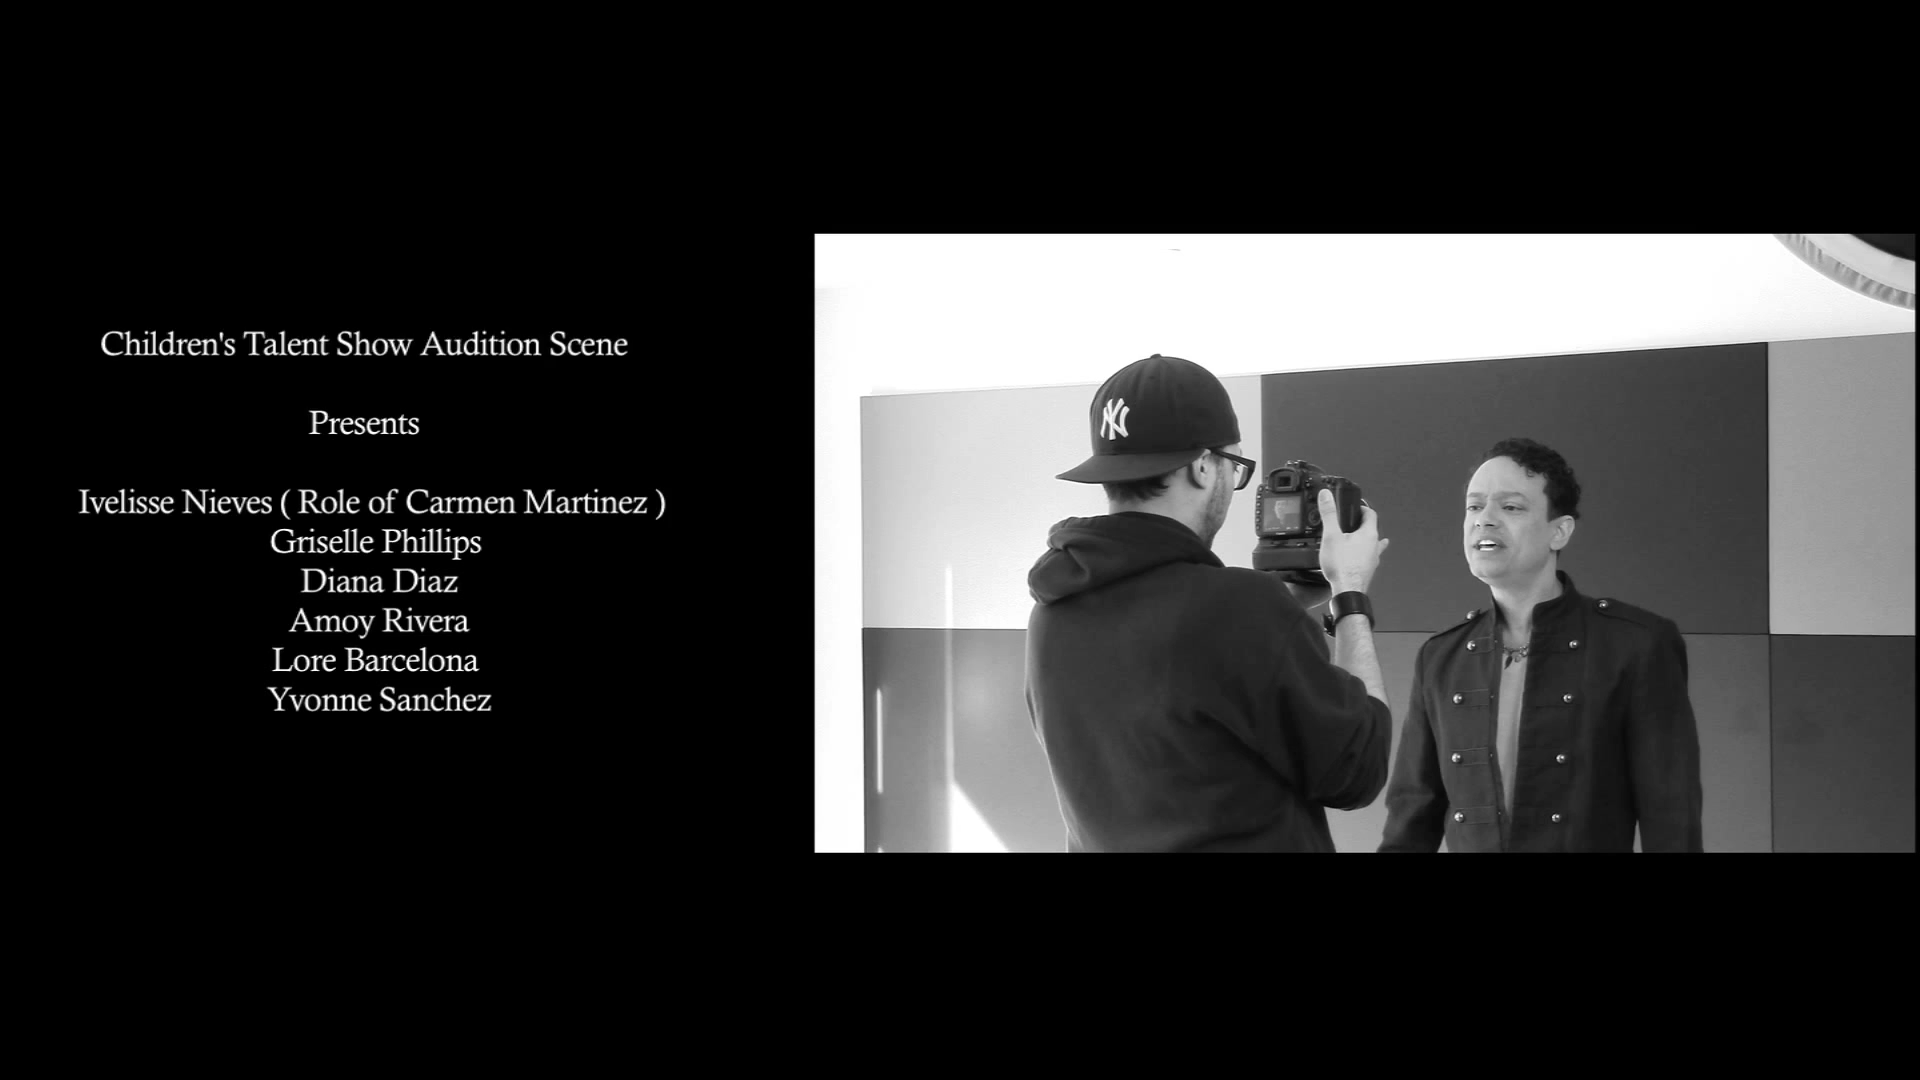 Children's Talent Show Audition Scene
Presents
Ivelisse Nieves ( Role of Carmen Martinez )
Griselle Phillips
Diana Diaz
Amoy Rivera
Lore Barcelona
Yvonne Sanchez
NY